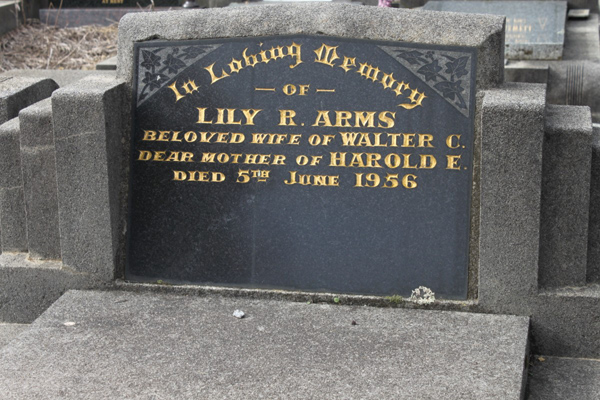 In Loving Memory
— OF —
LILY R. ARMS
BELOVED WIFE OF WALTER C.
DEAR MOTHER OF HAROLD E.
DIED 5TH JUNE 1956